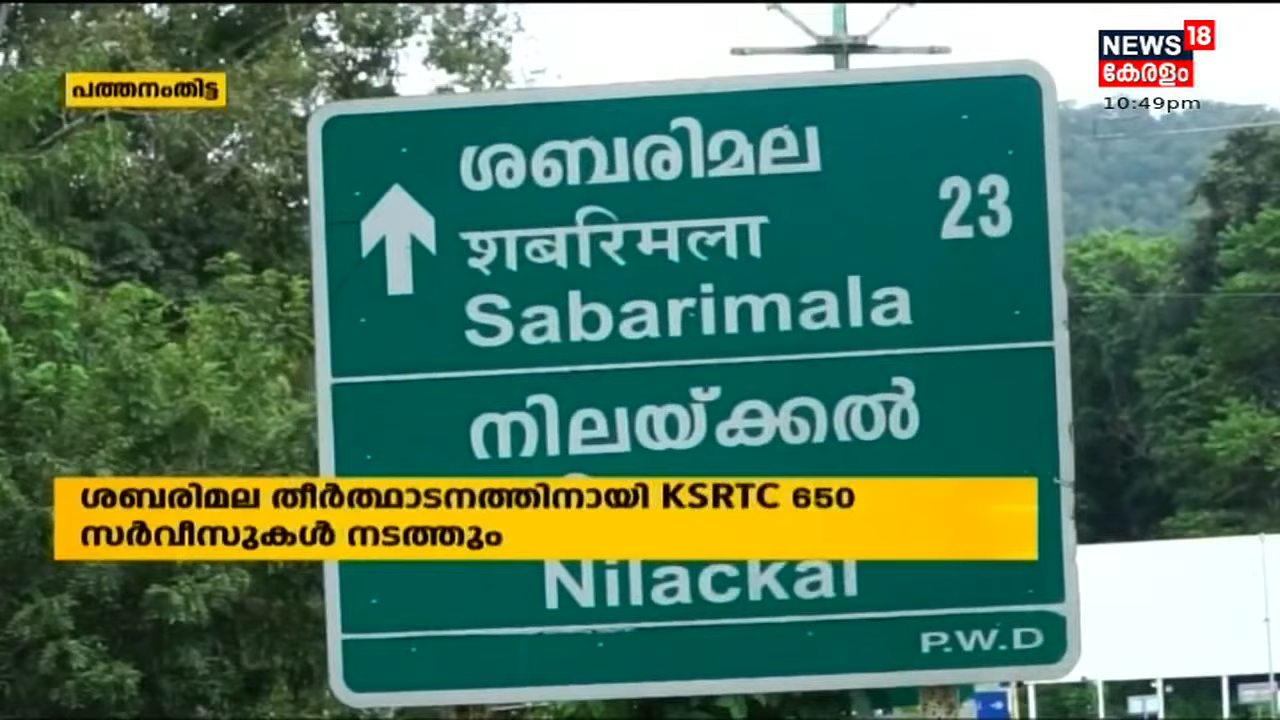 NEWS 18
കേരളം
10:49pm
പത്തനംതിട്ട
ശബരിമല
शबरिमला
Sabarimala
23
നിലയ്ക്കൽ
ശബരിമല തീർത്ഥാടനത്തിനായി KSRTC 650
സർവീസുകൾ നടത്തും
Nilackal
P.W.D